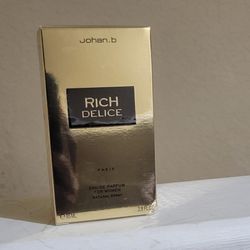 Johan.b
RICH
DELICE
PARIS
EAU DE PARFUM
FOR WOMEN
NATURAL SPRAY